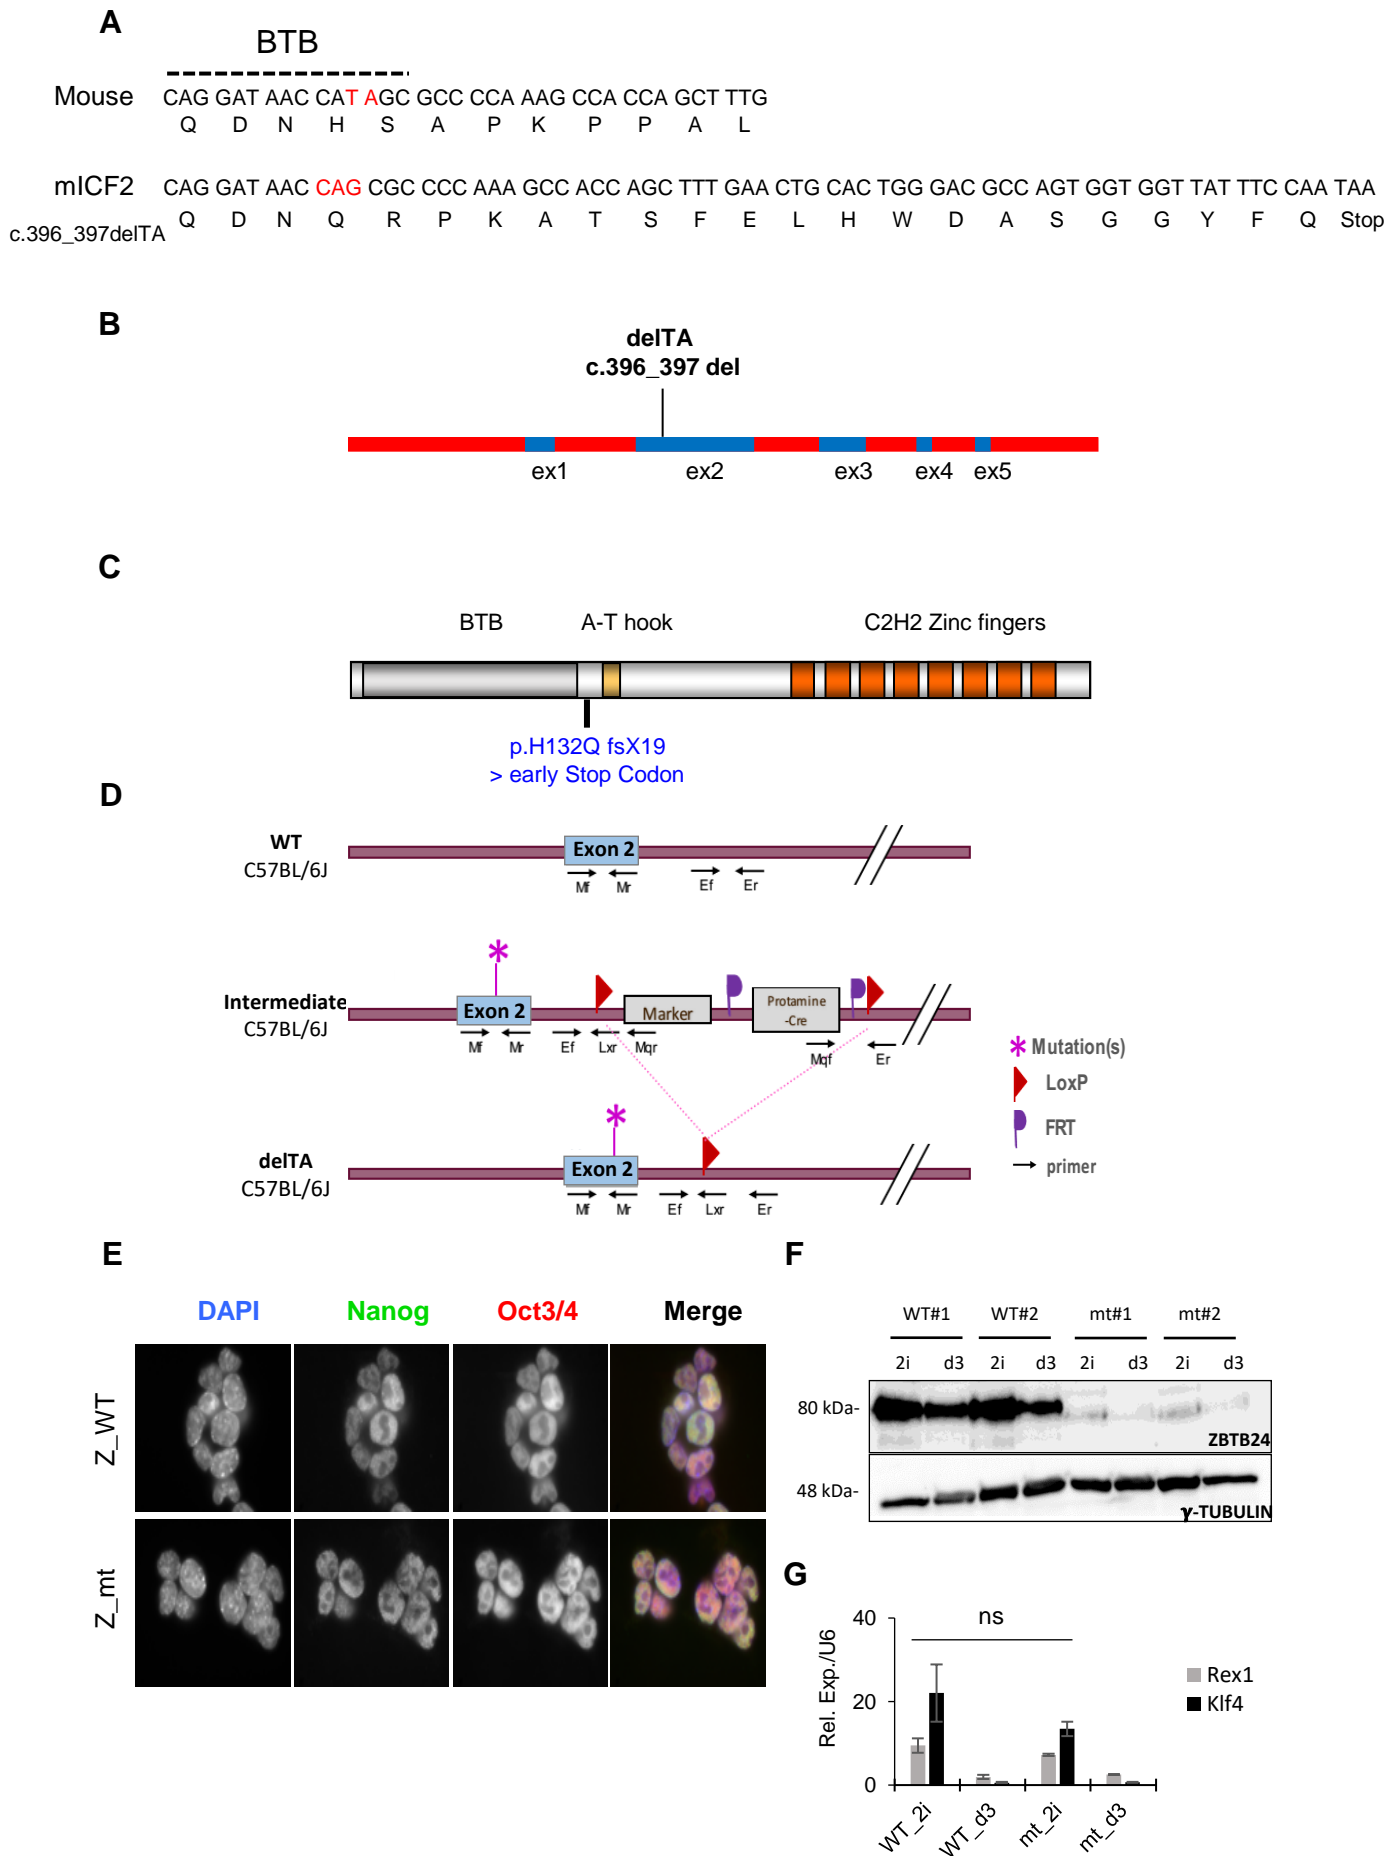 A
BTB
Mouse CAG GAT AAC CAT AGC GCC CCA AAG CCA CCA GCT TTG
Q D N H S A P K P P A L
mICF2 CAG GAT AAC CAG CGC CCC AAA GCC ACC AGC TTT GAA CTG CAC TGG GAC GCC AGT GGT GGT TAT TTC CAA TAA
c.396_397delTA Q D N Q R P K A T S F E L H W D A S G G Y F Q Stop
B
delTA
c.396_397 del
ex1 ex2 ex3 ex4 ex5
C
BTB A-T hook C2H2 Zinc fingers
p.H132Q fsX19
> early Stop Codon
D
WT
C57BL/6J
Exon 2
Mf Mr Ef Er
Intermediate
C57BL/6J
Exon 2 Marker Protamine
-Cre
Mf Mr Ef Lxr Mqr Mqf Er
Mutation(s)
LoxP
FRT
primer
delTA
C57BL/6J
Exon 2
Mf Mr Ef Lxr Er
E
DAPI Nanog Oct3/4 Merge
Z_WT
Z_mt
F
WT#1 WT#2 mt#1 mt#2
2i d3 2i d3 2i d3 2i d3
80 kDa-
ZBTB24
48 kDa-
γ-TUBULIN
G
Rel. Exp./U6
40
20
0
ns
Rex1
Klf4
WT_2i WT_d3 mt_2i mt_d3